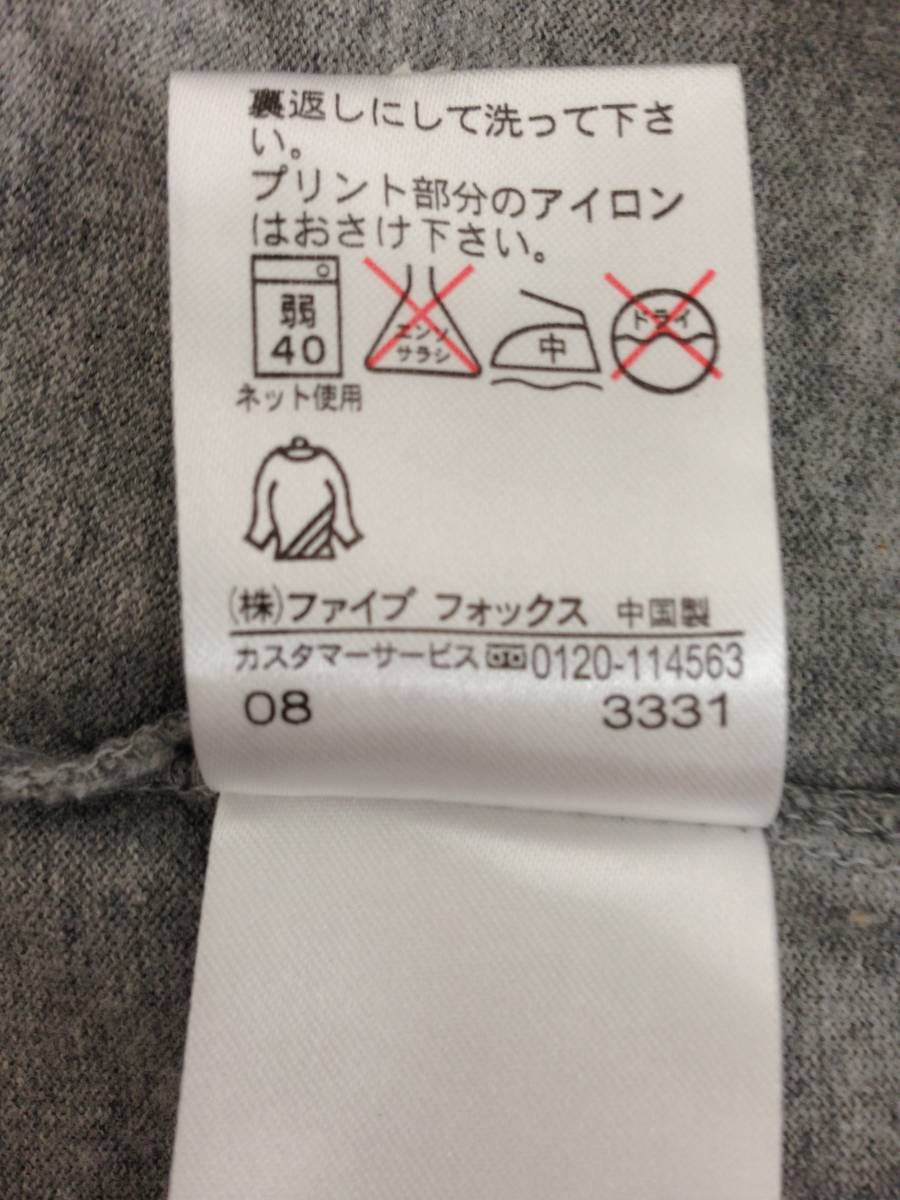 裏返しにして洗って下さ
い。
プリント部分のアイロン
はおさけ下さい。
弱
40
エンソ
サラシ
中
ドライ
ネット使用
(株)ファイブ フォックス 中国製
カスタマーサービス 0120-114563
08 3331